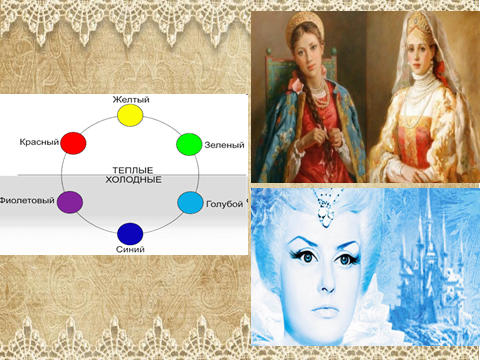 Желтый
Красный
Зеленый
ТЕПЛЫЕ
ХОЛОДНЫЕ
Фиолетовый
Голубой
Синий